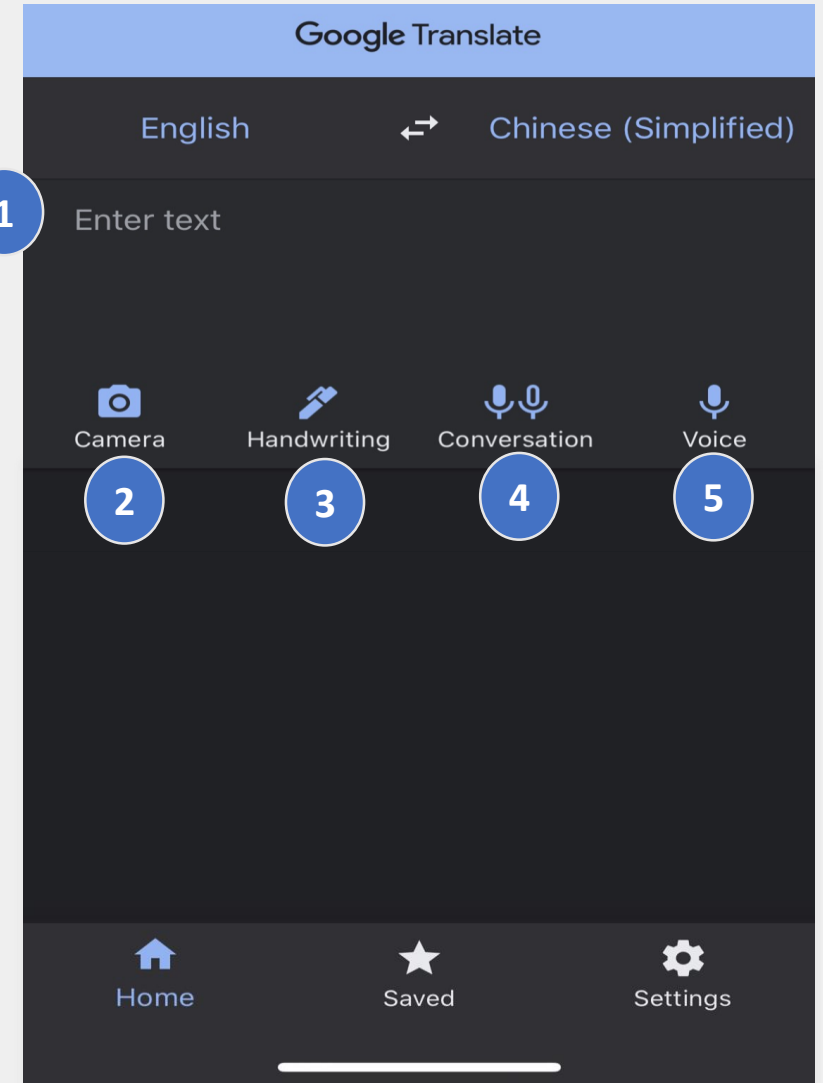 Google Translate
English Chinese (Simplified)
1 Enter text
Camera Handwriting Conversation Voice
2 3 4 5
Home Saved Settings